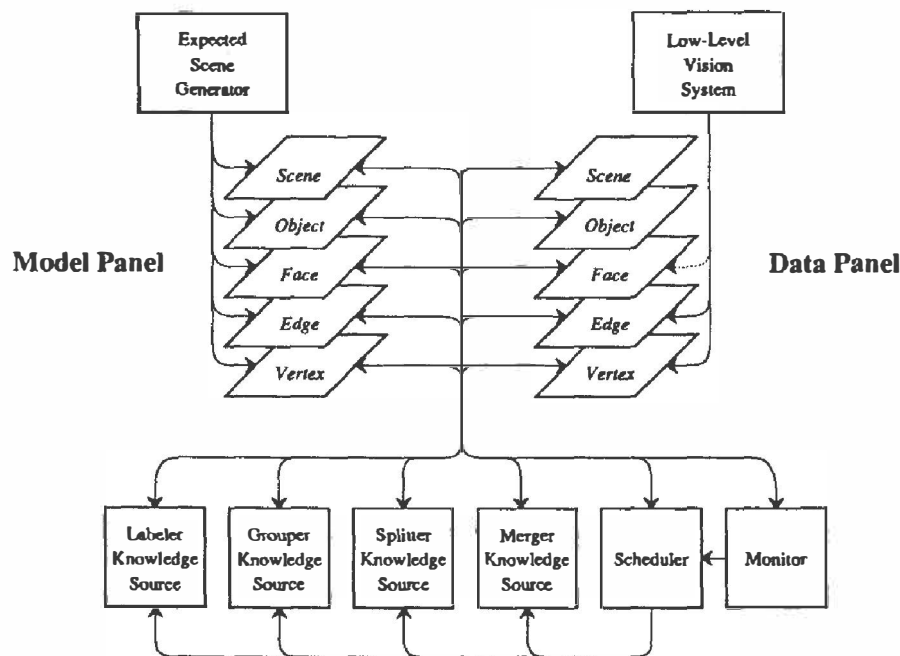 Expected
Scene
Generator
Low-Level
Vision
System
Scene
Object
Face
Edge
Vertex
Scene
Object
Face
Edge
Vertex
Model Panel
Data Panel
Labeler
Knowledge
Source
Grouper
Knowledge
Source
Splitter
Knowledge
Source
Merger
Knowledge
Source
Scheduler
Monitor